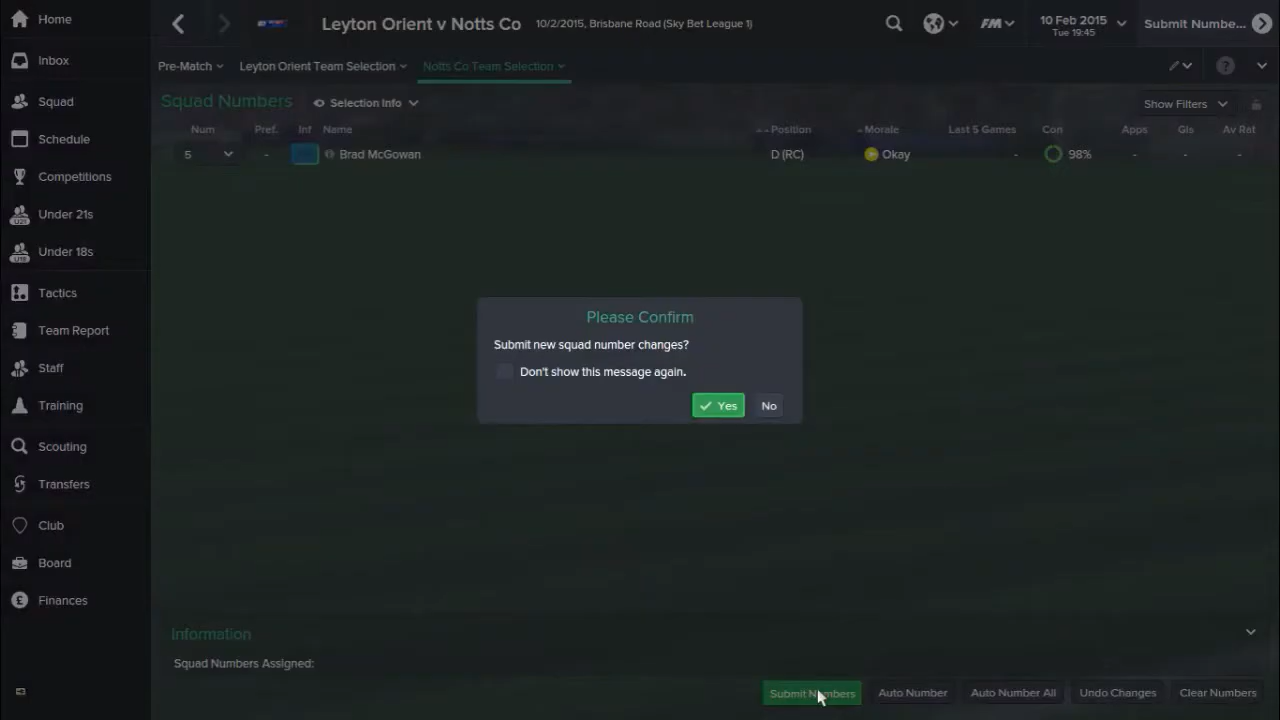 Home
Inbox
Squad
Schedule
Competitions
Under 21s
Under 18s
Tactics
Team Report
Staff
Training
Scouting
Transfers
Club
Board
Finances
Leyton Orient v Notts Co 10/2/2015, Brisbane Road (Sky Bet League 1)
FM
10 Feb 2015
Tue 19:45
Submit Numbe...
Pre-Match Leyton Orient Team Selection Notts Co Team Selection
Squad Numbers Selection Info Show Filters
Num Pref. Inf Name Position Morale Last 5 Games Con Apps Gls Av Rat
5 - Brad McGowan D (RC) Okay - 98% - - -
Please Confirm
Submit new squad number changes?
Don't show this message again.
Yes No
Information
Squad Numbers Assigned:
Submit Numbers Auto Number Auto Number All Undo Changes Clear Numbers